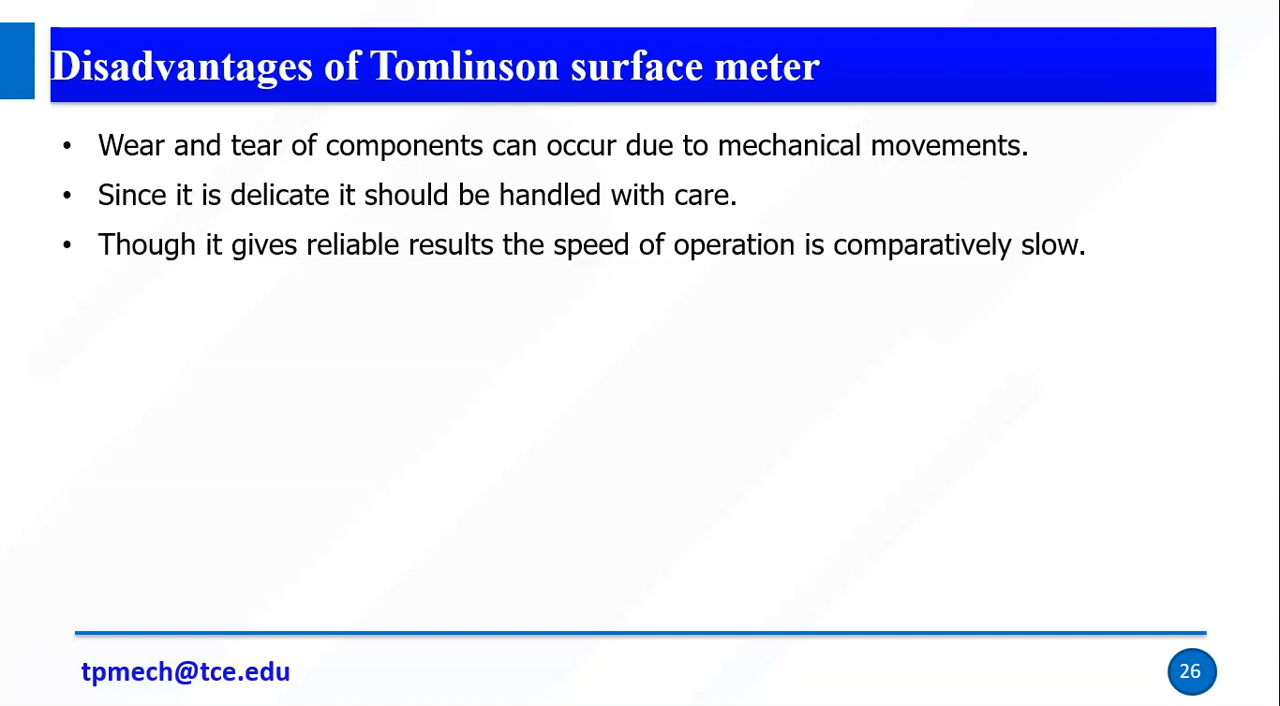 Disadvantages of Tomlinson surface meter
• Wear and tear of components can occur due to mechanical movements.
• Since it is delicate it should be handled with care.
• Though it gives reliable results the speed of operation is comparatively slow.
tpmech@tce.edu
26